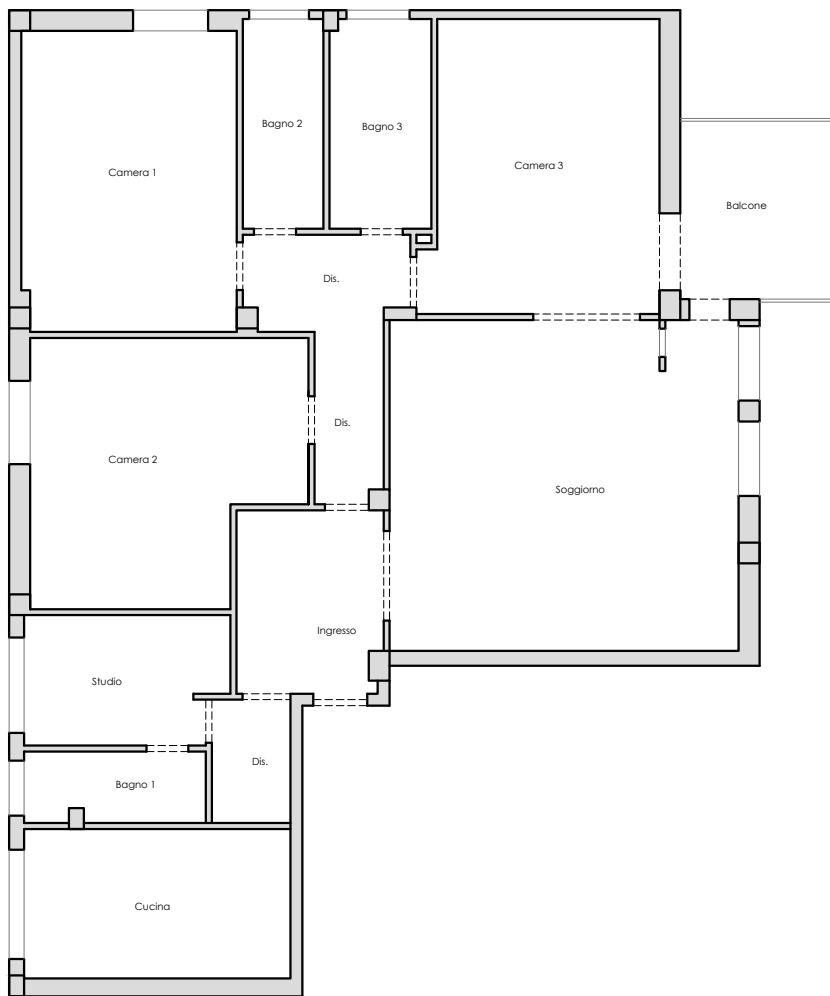 Bagno 2
Bagno 3
Camera 1
Camera 3
Balcone
Dis.
Dis.
Camera 2
Soggiorno
Ingresso
Studio
Dis.
Bagno 1
Cucina